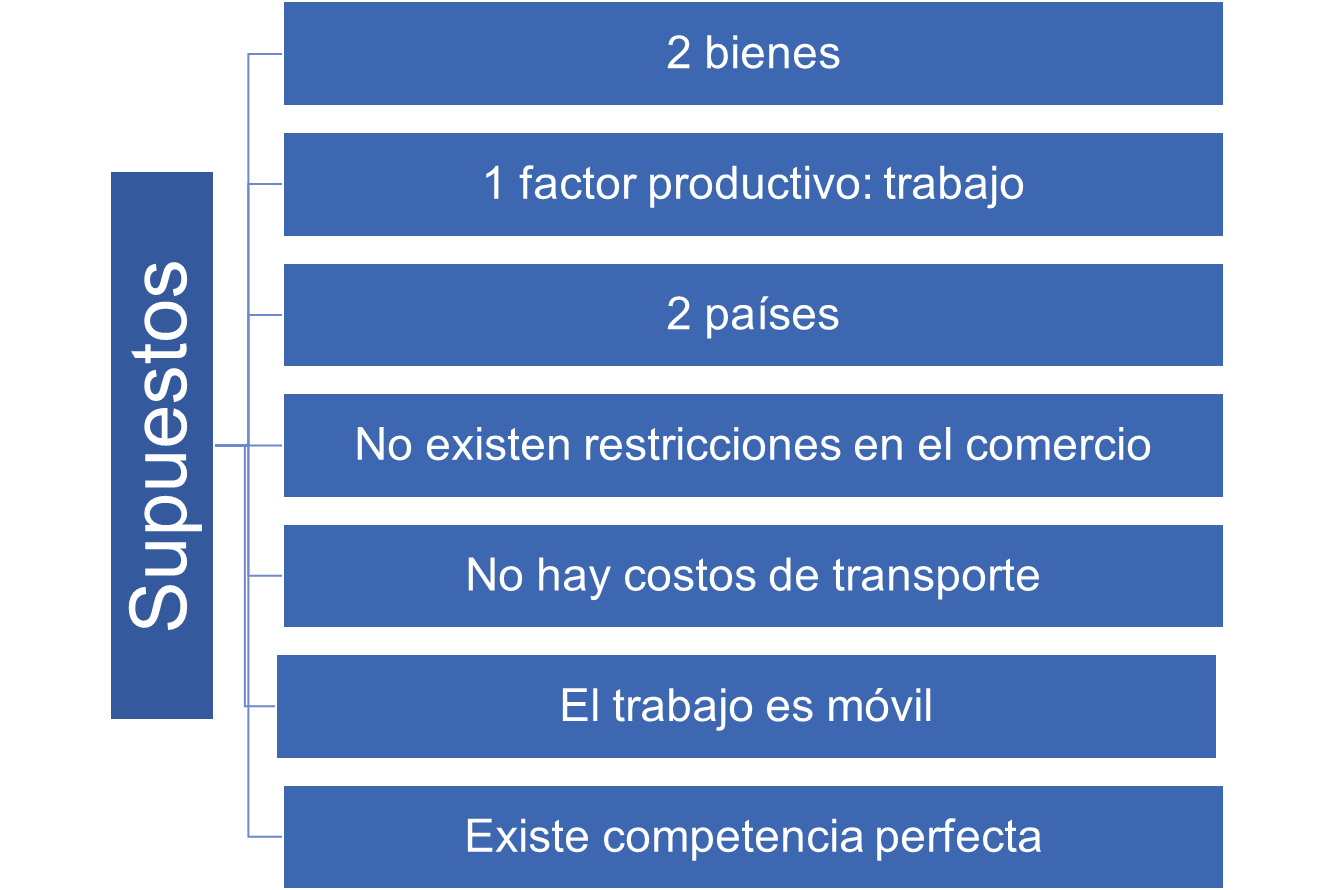 Supuestos
2 bienes
1 factor productivo: trabajo
2 países
No existen restricciones en el comercio
No hay costos de transporte
El trabajo es móvil
Existe competencia perfecta